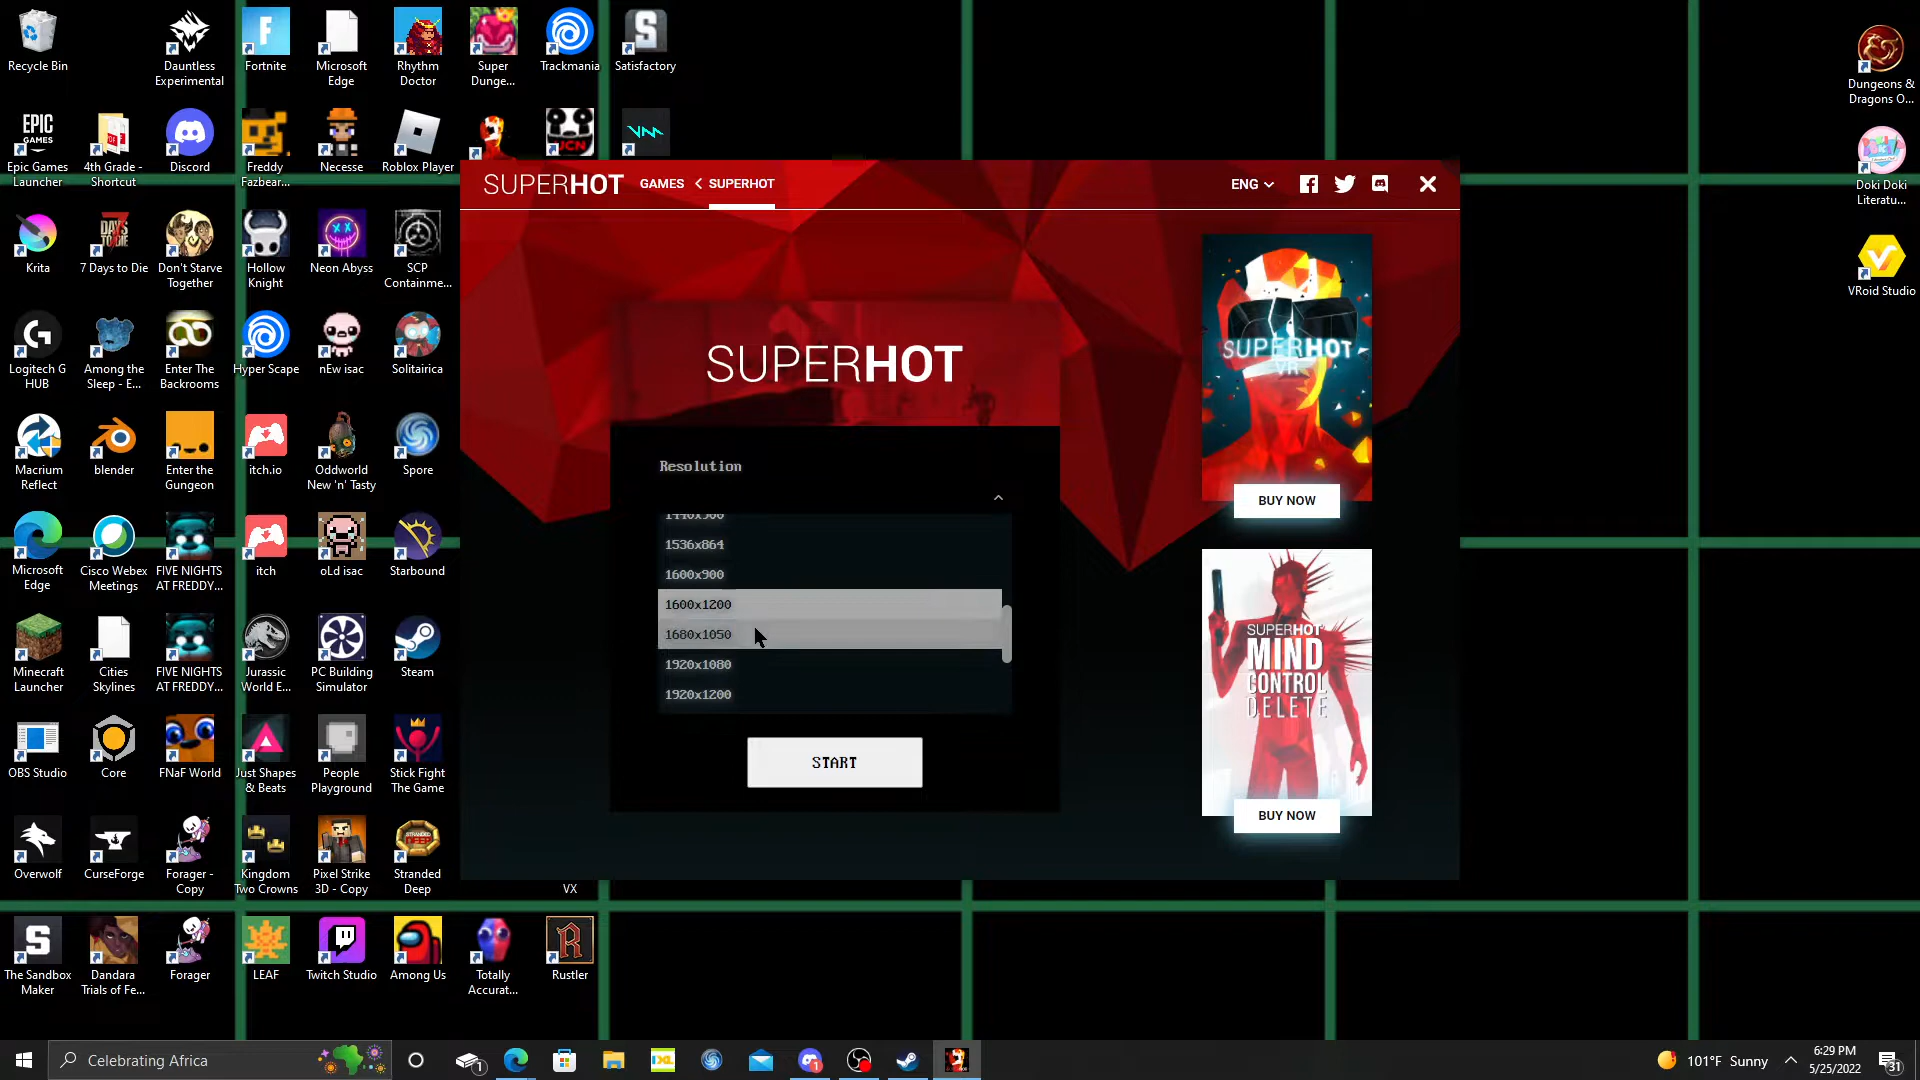 Recycle Bin
Dauntless
Experimental
Fortnite
Microsoft
Edge
Rhythm
Doctor
Super
Dunge...
Trackmania
Satisfactory
EPIC
GAMES
Epic Games
Launcher
4th Grade -
Shortcut
Discord
Freddy
Fazbear...
Necesse
Roblox Player
UCN
Krita
7 Days to Die
Don't Starve
Together
Hollow
Knight
Neon Abyss
SCP
Containme...
Logitech G
HUB
Among the
Sleep - E...
Enter The
Backrooms
Hyper Scape
nEw isac
Solitairica
Macrium
Reflect
blender
Enter the
Gungeon
itch.io
Oddworld
New 'n' Tasty
Spore
Microsoft
Edge
Cisco Webex
Meetings
FIVE NIGHTS
AT FREDDY...
itch
oLd isac
Starbound
Minecraft
Launcher
Cities
Skylines
FIVE NIGHTS
AT FREDDY...
Jurassic
World E...
PC Building
Simulator
Steam
OBS Studio
Core
FNaF World
Just Shapes
& Beats
People
Playground
Stick Fight
The Game
Overwolf
CurseForge
Forager -
Copy
Kingdom
Two Crowns
Pixel Strike
3D - Copy
Stranded
Deep
VX
The Sandbox
Maker
Dandara
Trials of Fe...
Forager
LEAF
Twitch Studio
Among Us
Totally
Accurat...
Rustler
SUPERHOT
GAMES
SUPERHOT
ENG
SUPERHOT
Resolution
1440x900
1536x864
1600x900
1600x1200
1680x1050
1920x1080
1920x1200
START
SUPERHOT
VR
BUY NOW
SUPERHOT
MIND
CONTROL
DELETE
BUY NOW
Dungeons &
Dragons O...
Doki Doki
Literatu...
VRoid Studio
Celebrating Africa
1
IXL
1
101°F Sunny
6:29 PM
5/25/2022
31